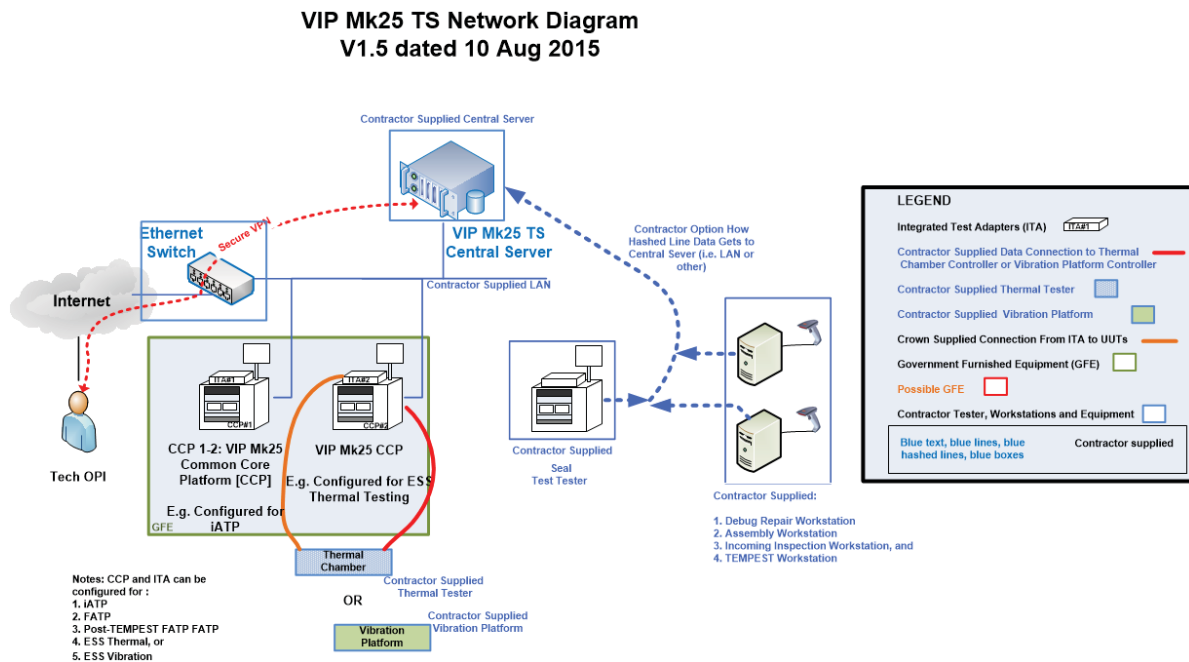 VIP Mk25 TS Network Diagram
V1.5 dated 10 Aug 2015
Contractor Supplied Central Server
VIP Mk25 TS
Central Server
Ethernet
Switch
Secure VPN
Internet
Contractor Supplied LAN
Contractor Option How
Hashed Line Data Gets to
Central Sever (i.e. LAN or
other)
Tech OPI
ITA#1
CCP#1
CCP 1-2: VIP Mk25
Common Core
Platform [CCP]
E.g. Configured for
iATP
GFE
ITA#2
CCP#2
VIP Mk25 CCP
E.g. Configured for ESS
Thermal Testing
Contractor Supplied
Seal
Test Tester
Contractor Supplied:
1. Debug Repair Workstation
2. Assembly Workstation
3. Incoming Inspection Workstation, and
4. TEMPEST Workstation
Thermal
Chamber
Contractor Supplied
Thermal Tester
OR
Vibration
Platform
Contractor Supplied
Vibration Platform
Notes: CCP and ITA can be
configured for :
1. iATP
2. FATP
3. Post-TEMPEST FATP FATP
4. ESS Thermal, or
5. ESS Vibration
LEGEND
Integrated Test Adapters (ITA)
ITA#1
Contractor Supplied Data Connection to Thermal
Chamber Controller or Vibration Platform Controller
Contractor Supplied Thermal Tester
Contractor Supplied Vibration Platform
Crown Supplied Connection From ITA to UUTs
Government Furnished Equipment (GFE)
Possible GFE
Contractor Tester, Workstations and Equipment
Blue text, blue lines, blue
hashed lines, blue boxes
Contractor supplied